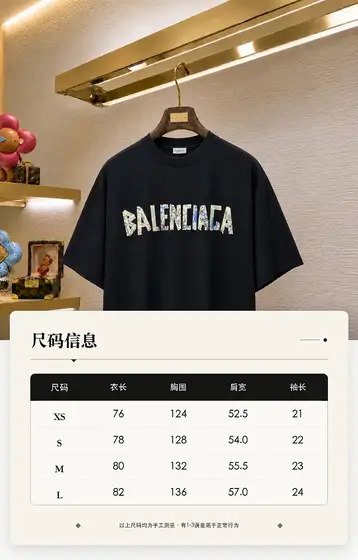 BALENCIAGA
尺码信息
尺码 衣长 胸围 肩宽 袖长
XS 76 124 52.5 21
S 78 128 54.0 22
M 80 132 55.5 23
L 82 136 57.0 24
以上尺码均为手工测量，有1-3误差属于正常行为